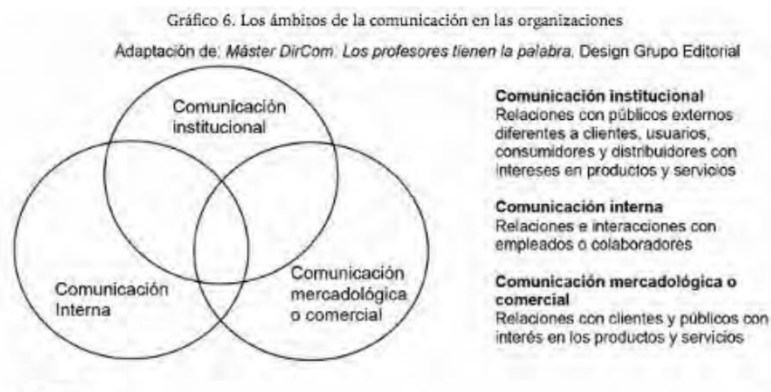 Gráfico 6. Los ámbitos de la comunicación en las organizaciones
Adaptación de: Máster DirCom. Los profesores tienen la palabra. Design Grupo Editorial
Comunicación
institucional
Comunicación
Interna
Comunicación
mercadológica
o comercial
Comunicación institucional
Relaciones con públicos externos
diferentes a clientes, usuarios,
consumidores y distribuidores con
intereses en productos y servicios
Comunicación interna
Relaciones e interacciones con
empleados o colaboradores
Comunicación mercadológica o
comercial
Relaciones con clientes y públicos con
interés en los productos y servicios